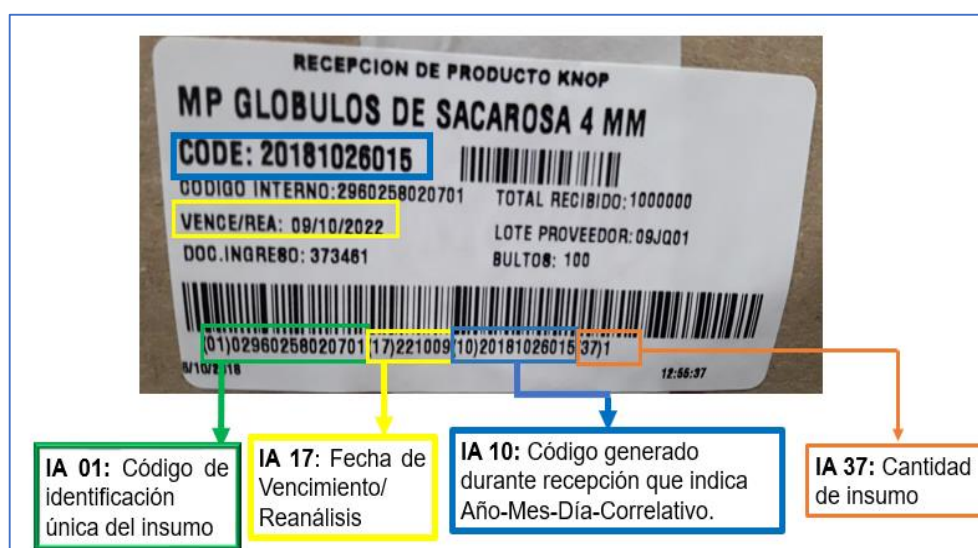 RECEPCION DE PRODUCTO KNOP
MP GLOBULOS DE SACAROSA 4 MM
CODE: 20181026015
CODIGO INTERNO:2960258020701
TOTAL RECIBIDO:1000000
VENCE/REA: 09/10/2022
LOTE PROVEEDOR:09JQ01
DOC.INGRESO: 373461
BULTOS: 100
(01)02960258020701(17)221009(10)20181026015(37)1
6/10/2018
12:55:37
IA 01: Código de
identificación
única del insumo
IA 17: Fecha de
Vencimiento/
Reanálisis
IA 10: Código generado
durante recepción que indica
Año-Mes-Día-Correlativo.
IA 37: Cantidad
de insumo